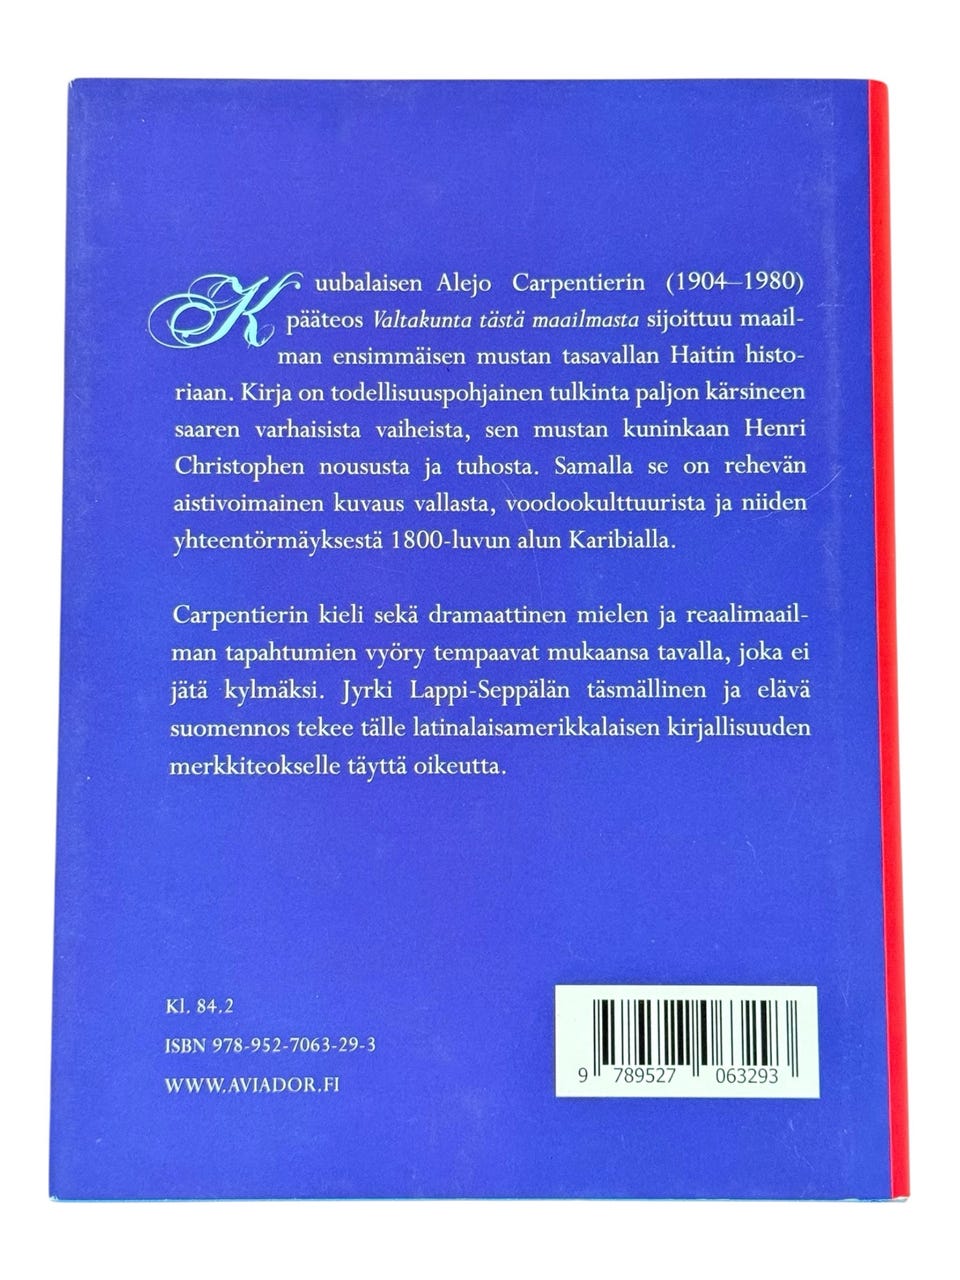 Kuubalaisen Alejo Carpentierin (1904–1980)
pääteos Valtakunta tästä maailmasta sijoittuu maail-
man ensimmäisen mustan tasavallan Haitin histo-
riaan. Kirja on todellisuuspohjainen tulkinta paljon kärsineen
saaren varhaisista vaiheista, sen mustan kuninkaan Henri
Christophen noususta ja tuhosta. Samalla se on rehevän
aistivoimainen kuvaus vallasta, voodookulttuurista ja niiden
yhteentörmäyksestä 1800-luvun alun Karibialla.
Carpentierin kieli sekä dramaattinen mielen ja reaalimaail-
man tapahtumien vyöry tempaavat mukaansa tavalla, joka ei
jätä kylmäksi. Jyrki Lappi-Seppälän täsmällinen ja elävä
suomennos tekee tälle latinalaisamerikkalaisen kirjallisuuden
merkkiteokselle täyttä oikeutta.
Kl. 84.2
ISBN 978-952-7063-29-3
WWW.AVIADOR.FI
9 789527 063293